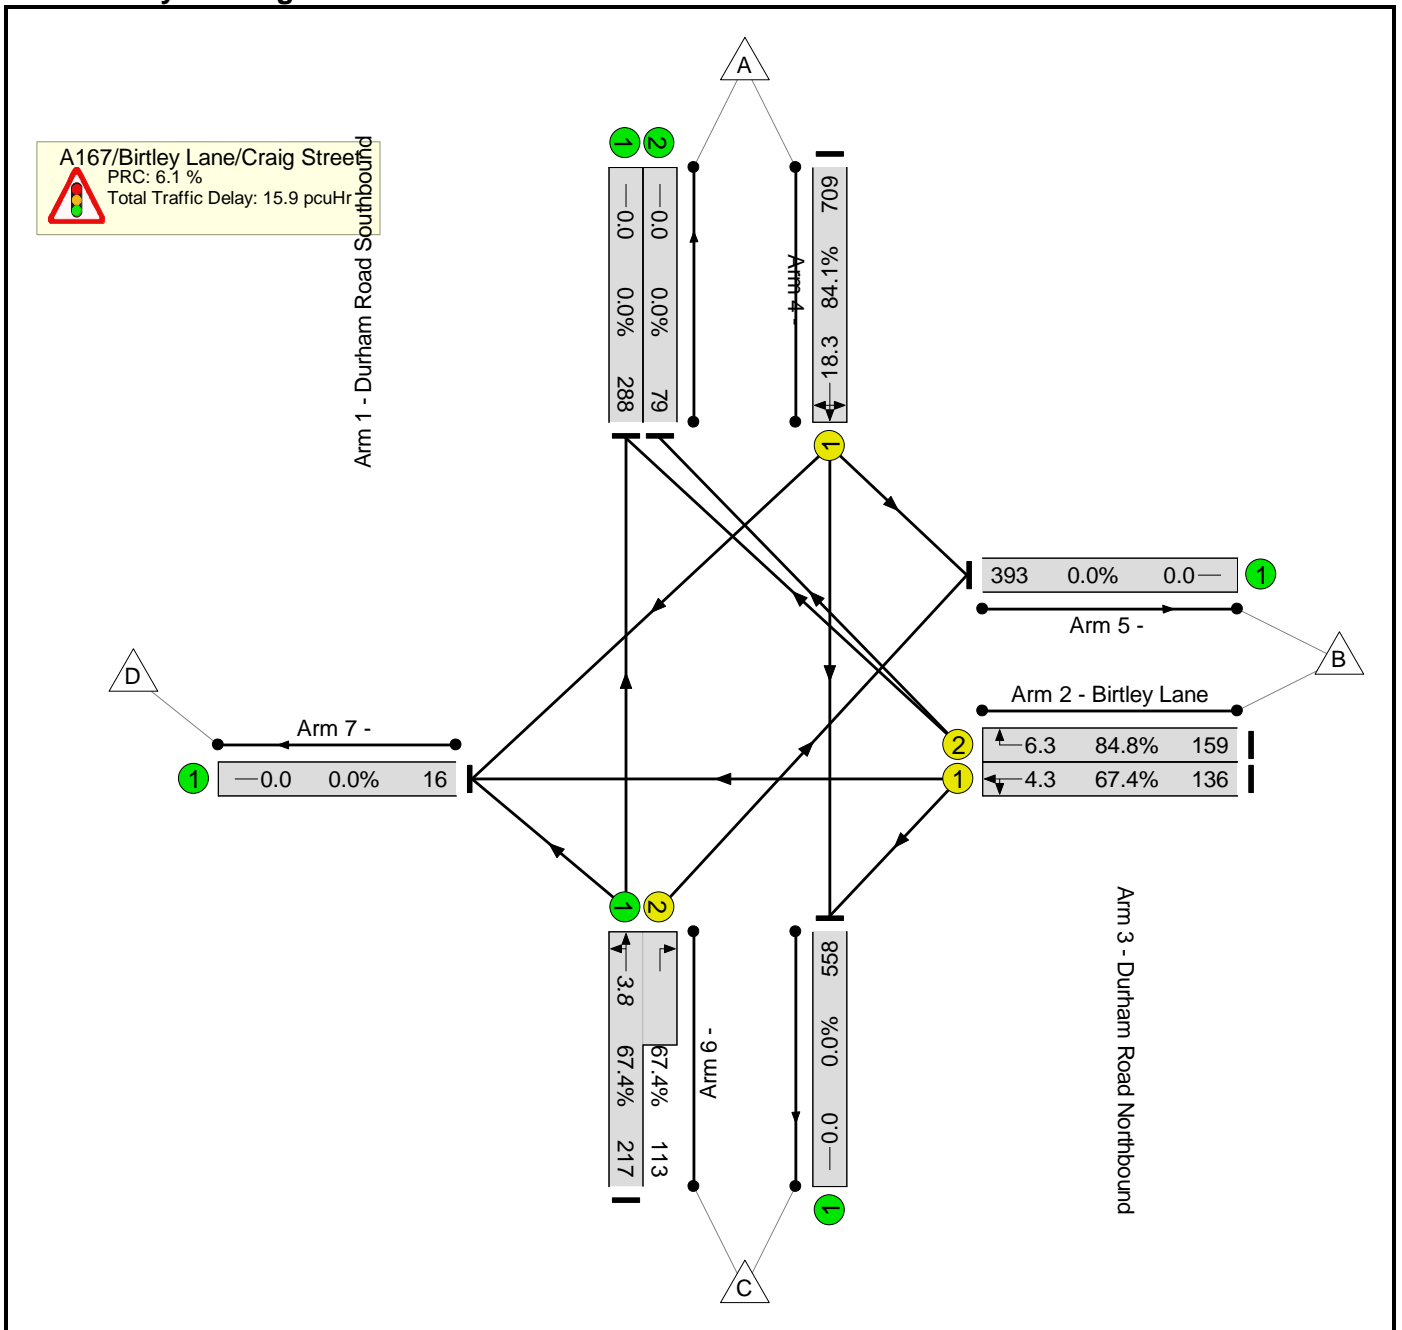 A
A167/Birtley Lane/Craig Street
PRC: 6.1 %
Total Traffic Delay: 15.9 pcuHr
Arm 1 - Durham Road Southbound
1
2
0.0 0.0% 288
0.0 0.0% 79
Arm 4 -
709 84.1% 18.3
1
393 0.0% 0.0
1
Arm 5 -
B
D
Arm 2 - Birtley Lane
2
6.3 84.8% 159
1
4.3 67.4% 136
Arm 7 -
1
0.0 0.0% 16
1
2
3.8 67.4% 217
67.4% 113
Arm 6 -
558 0.0% 0.0
1
Arm 3 - Durham Road Northbound
C